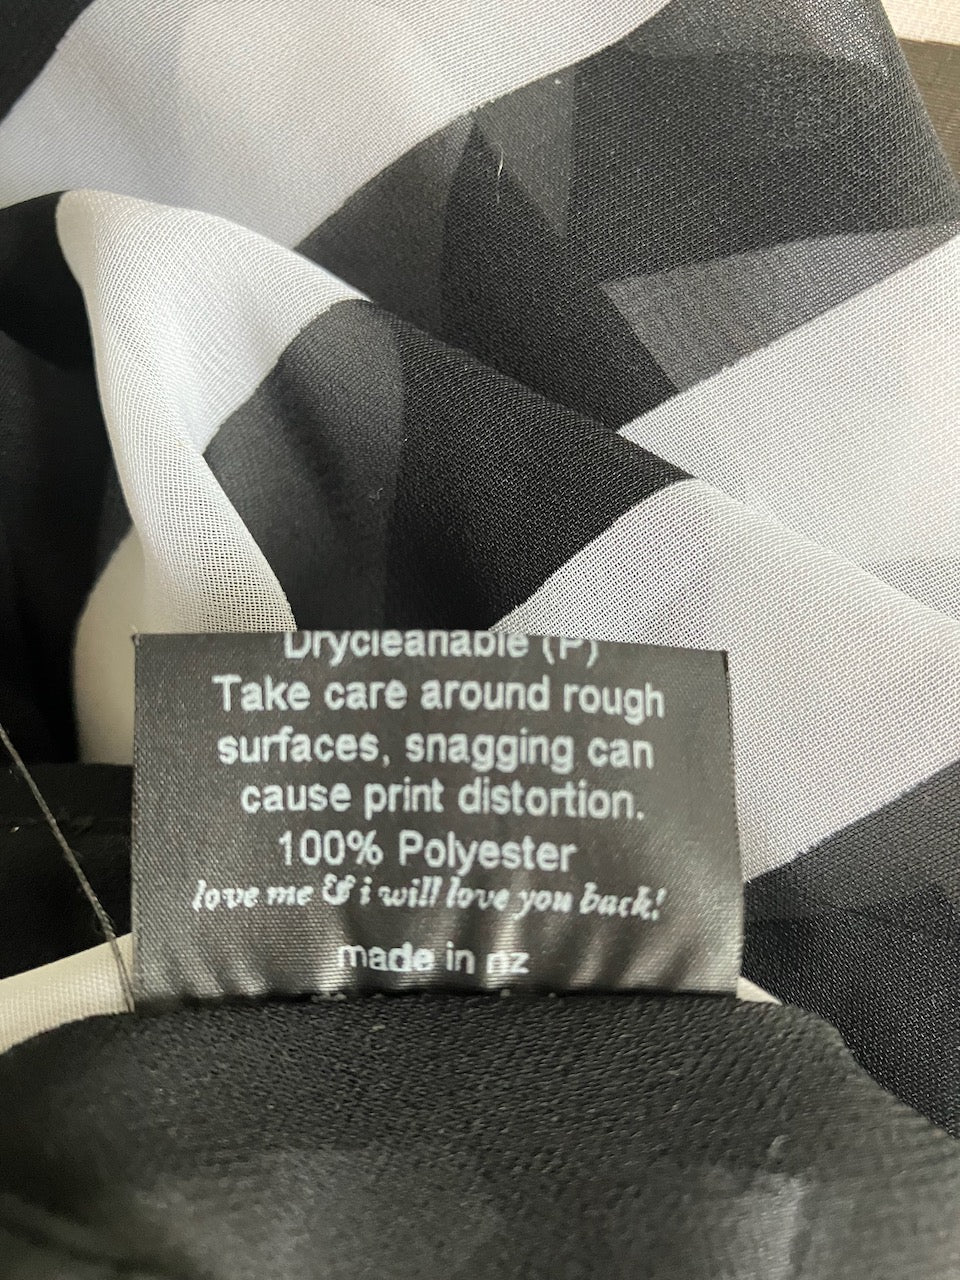 Drycleanable (P)
Take care around rough
surfaces, snagging can
cause print distortion.
100% Polyester
love me & i will love you back!
made in nz